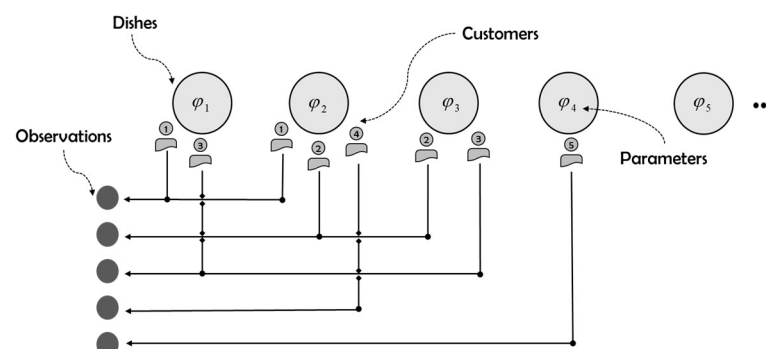 Dishes
Customers
φ1 φ2 φ3 φ4 φ5 ••
1 3 1 2 4 2 3 5
Observations
Parameters